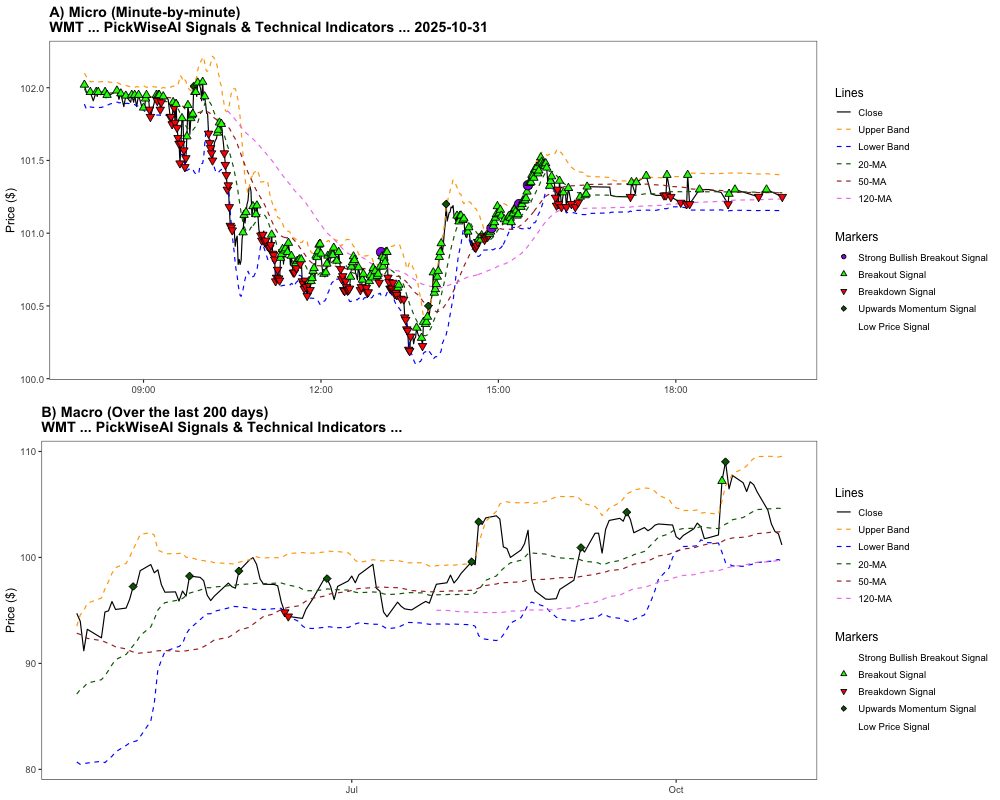 A) Micro (Minute-by-minute)
WMT ... PickWiseAI Signals & Technical Indicators ... 2025-10-31
Price ($)
102.0
101.5
101.0
100.5
100.0
09:00
12:00
15:00
18:00
Lines
Close
Upper Band
Lower Band
20-MA
50-MA
120-MA
Markers
Strong Bullish Breakout Signal
Breakout Signal
Breakdown Signal
Upwards Momentum Signal
Low Price Signal
B) Macro (Over the last 200 days)
WMT ... PickWiseAI Signals & Technical Indicators ...
Price ($)
110
100
90
80
Jul
Oct
Lines
Close
Upper Band
Lower Band
20-MA
50-MA
120-MA
Markers
Strong Bullish Breakout Signal
Breakout Signal
Breakdown Signal
Upwards Momentum Signal
Low Price Signal